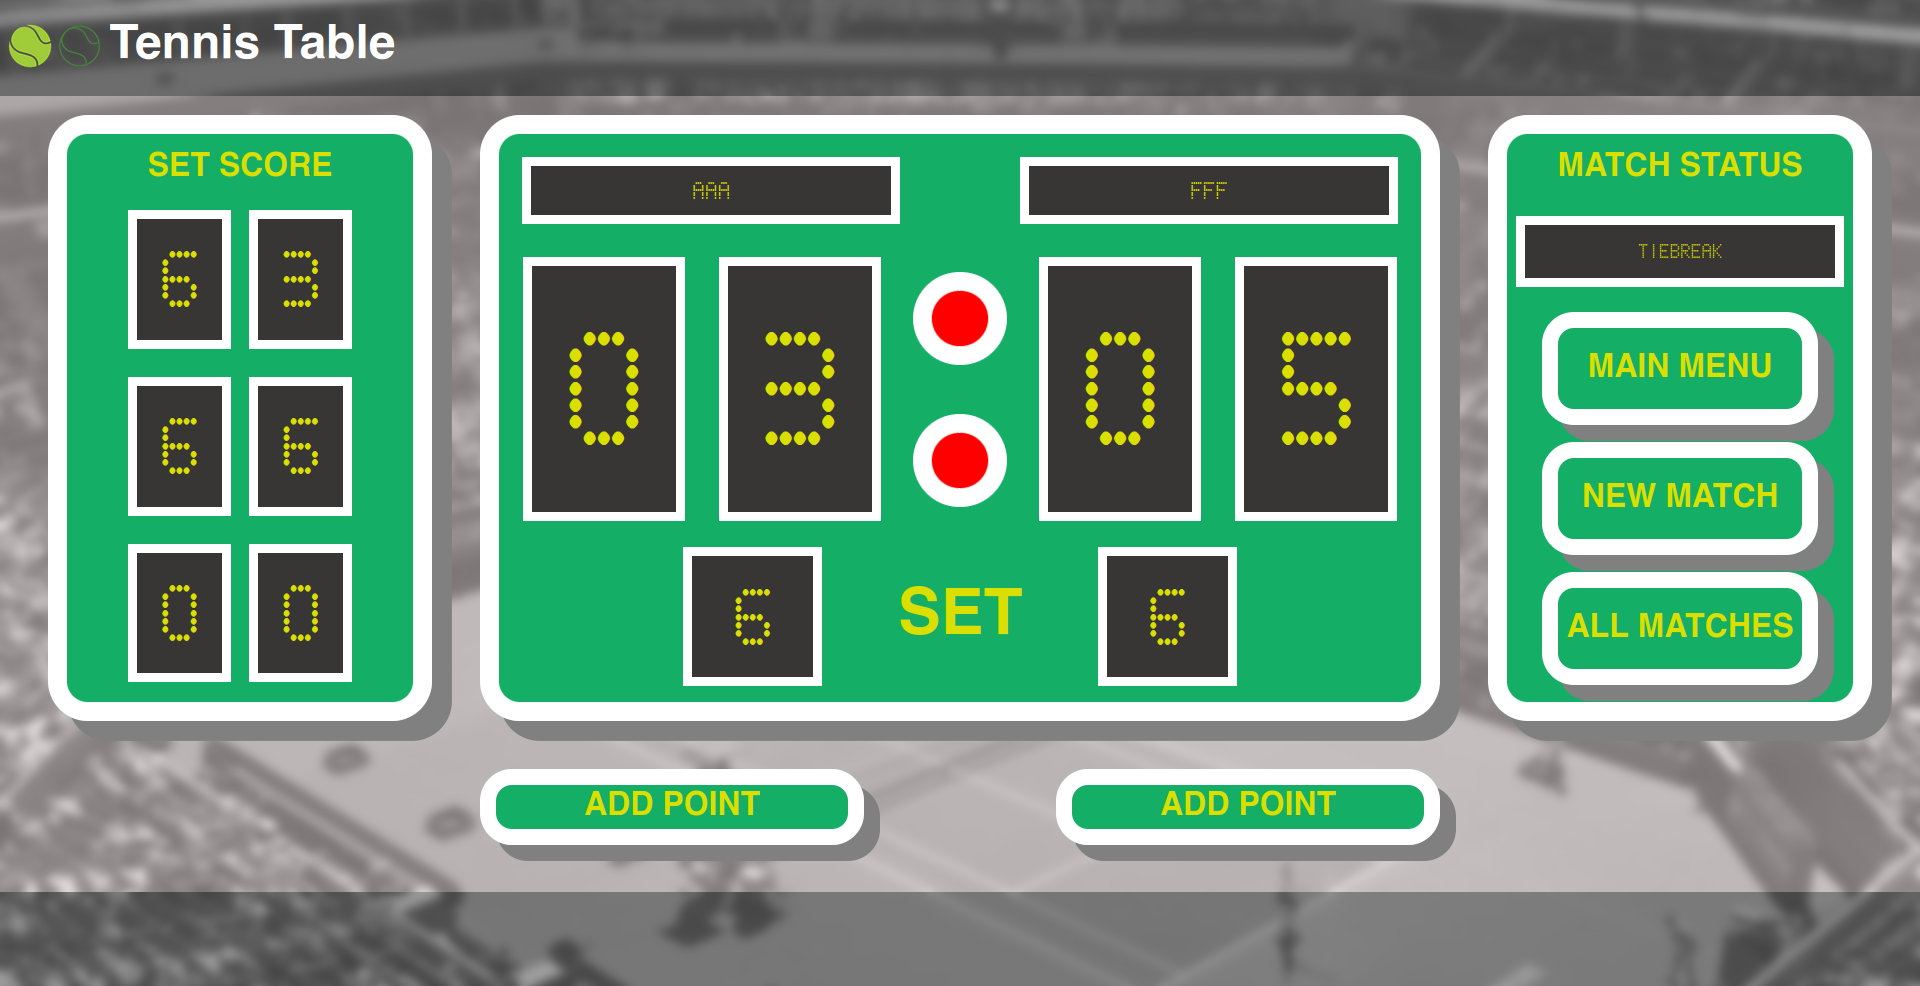 Tennis Table
SET SCORE
6 3
6 6
0 0
AAA FFF
0 3 0 5
6 SET 6
ADD POINT ADD POINT
MATCH STATUS
TIEBREAK
MAIN MENU
NEW MATCH
ALL MATCHES